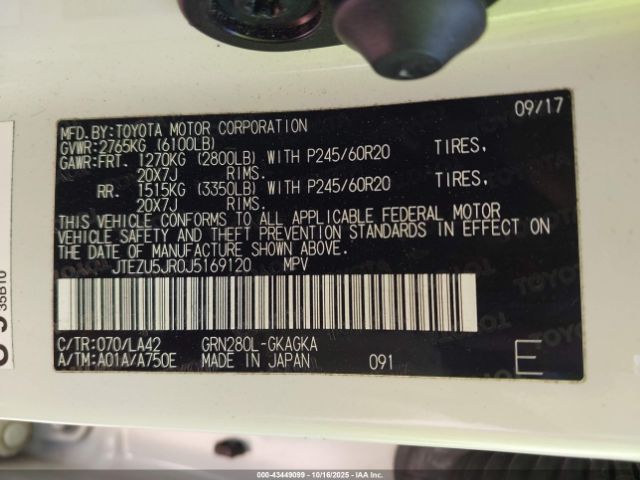 09/17
MFD.BY:TOYOTA MOTOR CORPORATION
GVWR:2765KG (6100LB)
GAWR:FRT. 1270KG (2800LB) WITH P245/60R20 TIRES,
20X7J RIMS.
RR. 1515KG (3350LB) WITH P245/60R20 TIRES,
20X7J RIMS.
THIS VEHICLE CONFORMS TO ALL APPLICABLE FEDERAL MOTOR
VEHICLE SAFETY AND THEFT PREVENTION STANDARDS IN EFFECT ON
THE DATE OF MANUFACTURE SHOWN ABOVE.
JTEZU5JR0J5169120 MPV
C/TR:070/LA42 GRN280L-GKAGKA
A/TM:A01A/A750E MADE IN JAPAN 091 E
35B10
000-43449099 | 10/16/2025 | IAA. Inc.